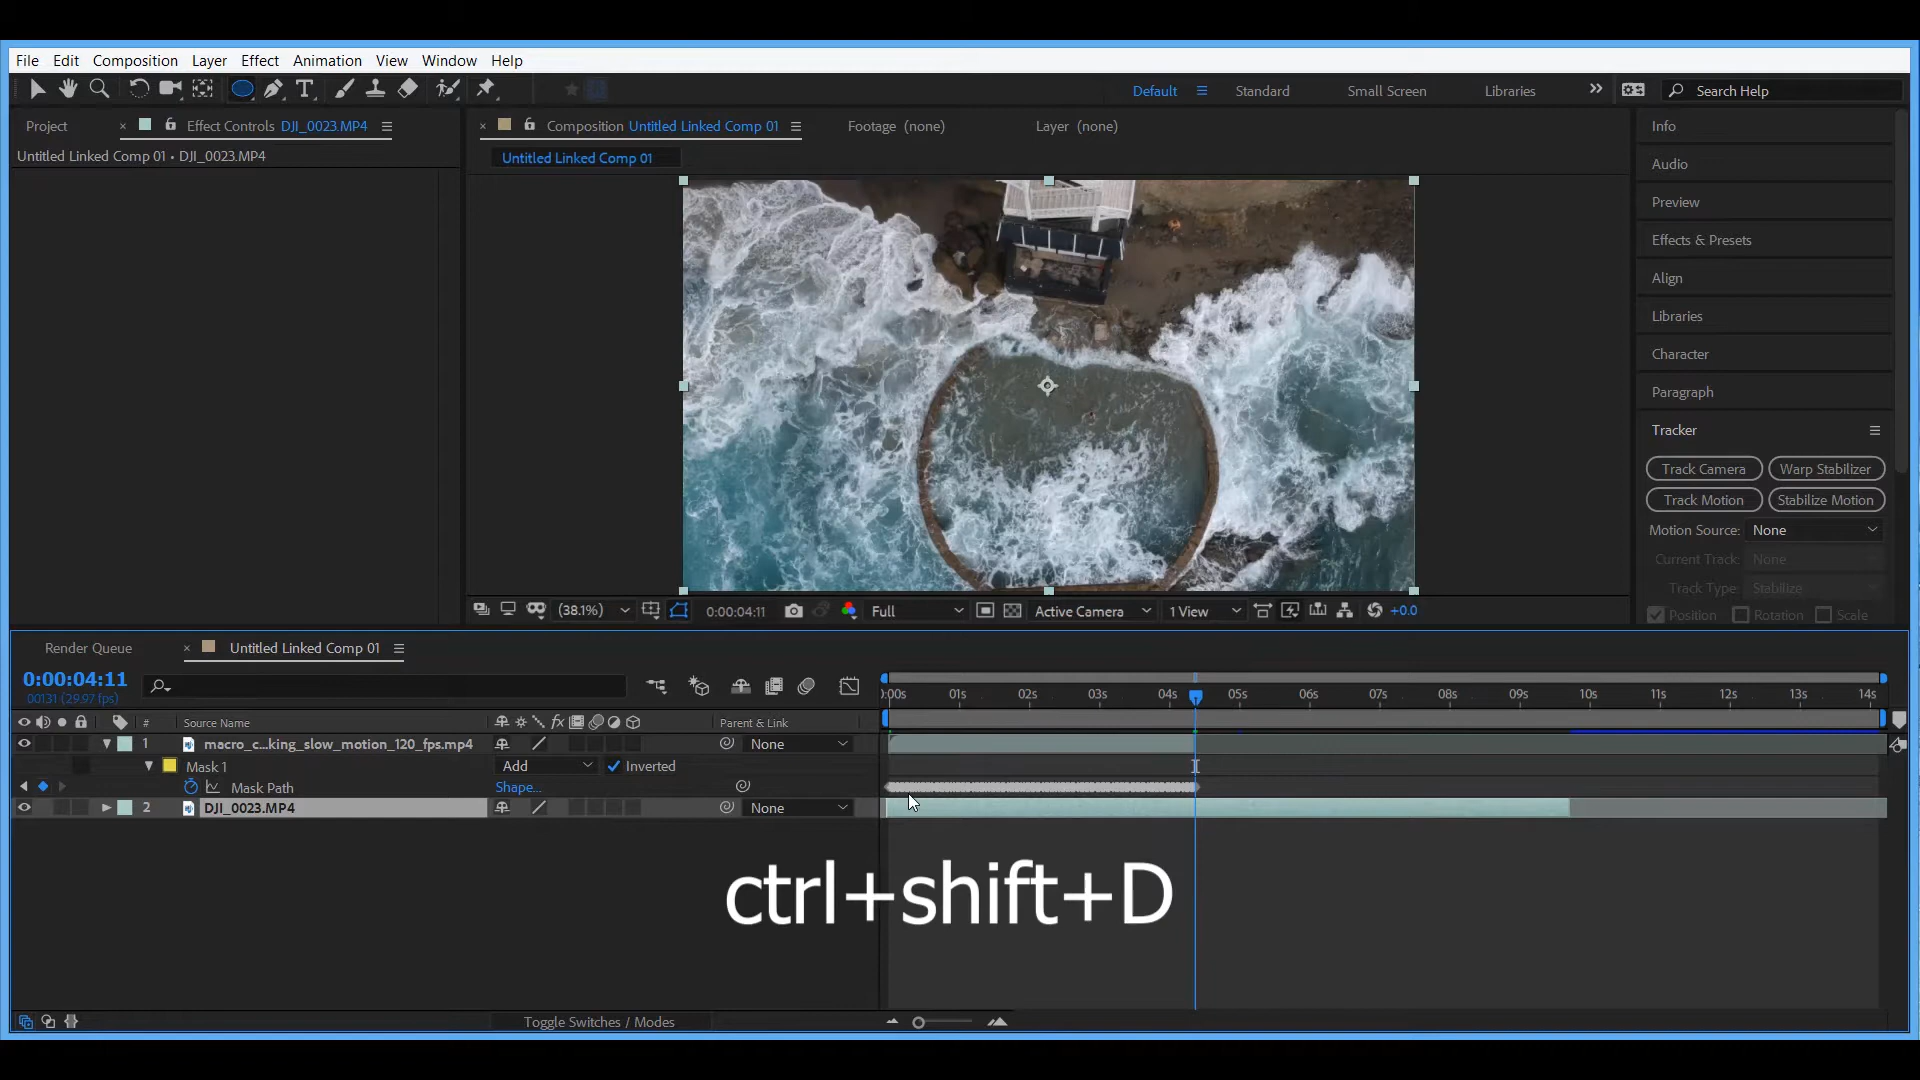 File Edit Composition Layer Effect Animation View Window Help
Default Standard Small Screen Libraries Search Help
Project Effect Controls DJI_0023.MP4 Composition Untitled Linked Comp 01 Footage (none) Layer (none)
Untitled Linked Comp 01 • DJI_0023.MP4
Untitled Linked Comp 01
Info
Audio
Preview
Effects & Presets
Align
Libraries
Character
Paragraph
Tracker
Track Camera Warp Stabilizer
Track Motion Stabilize Motion
Motion Source: None
Current Track: None
Track Type: Stabilize
Position Rotation Scale
(38.1%) 0:00:04:11 Full Active Camera 1 View +0.0
Render Queue Untitled Linked Comp 01
0:00:04:11
00131 (29.97 fps)
:00s 01s 02s 03s 04s 05s 06s 07s 08s 09s 10s 11s 12s 13s 14s
# Source Name fx Parent & Link
1 macro_c...king_slow_motion_120_fps.mp4 None
Mask 1 Add Inverted
Mask Path Shape...
2 DJI_0023.MP4 None
ctrl+shift+D
Toggle Switches / Modes